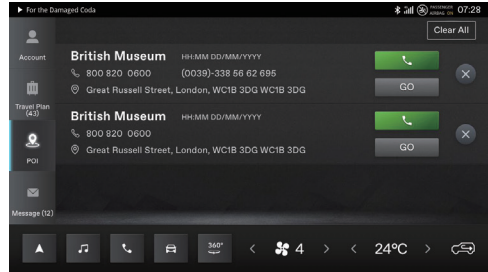 For the Damaged Coda
PASSENGER
AIRBAG ON
07:28
Clear All
Account
Travel Plan
(43)
POI
Message (12)
British Museum HH:MM DD/MM/YYYY
800 820 0600 (0039)-338 56 62 695
Great Russell Street, London, WC1B 3DG WC1B 3DG
GO
British Museum HH:MM DD/MM/YYYY
800 820 0600
Great Russell Street, London, WC1B 3DG WC1B 3DG
GO
360°
< 4 >
< 24°C >